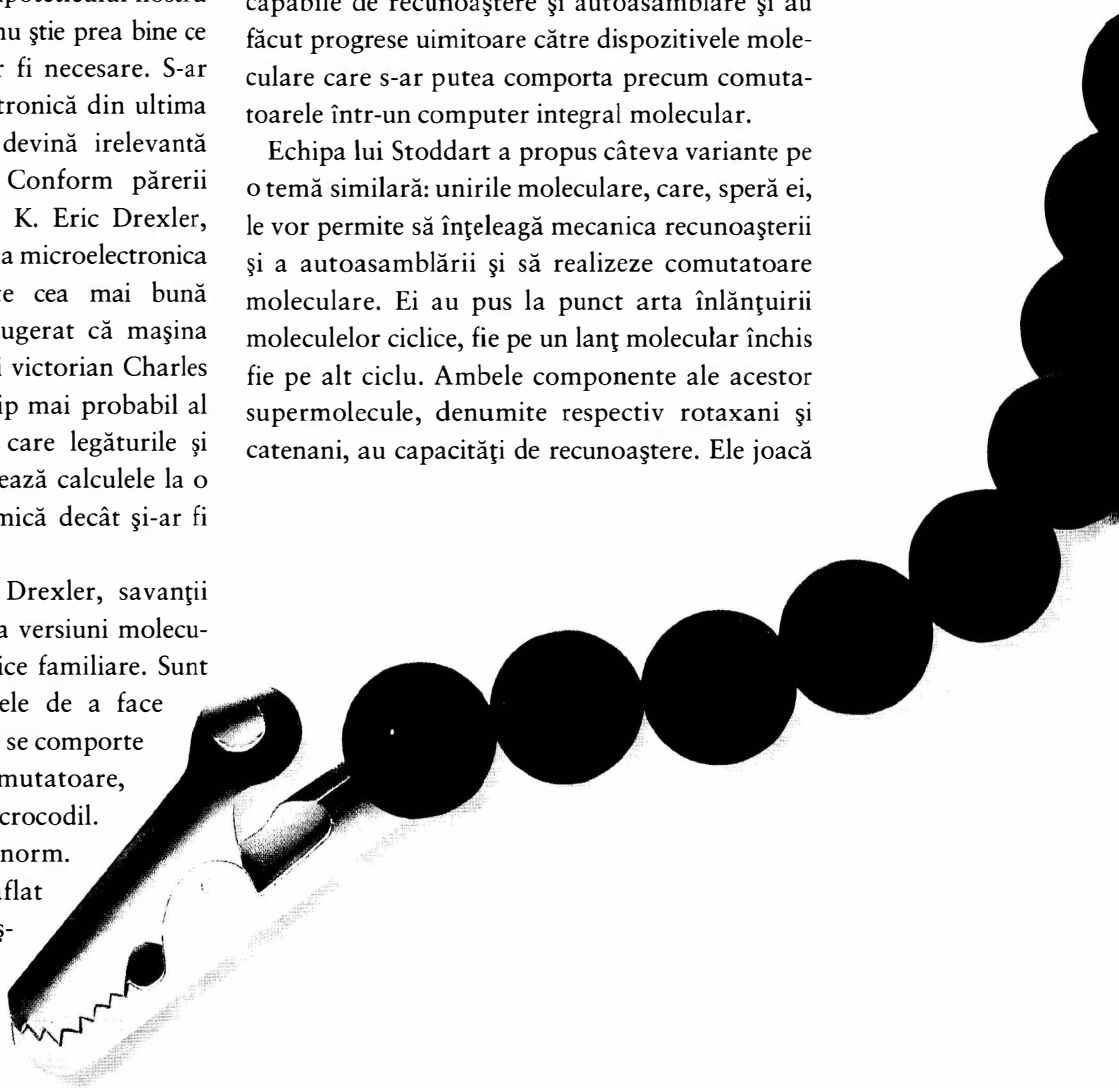 ipoteticului nostru
nu ştie prea bine ce
r fi necesare. S-ar
tronică din ultima
devină irelevantă
Conform părerii
K. Eric Drexler,
a microelectronica
te cea mai bună
ugerat că maşina
i victorian Charles
ip mai probabil al
care legăturile şi
ează calculele la o
mică decât şi-ar fi
Drexler, savanţii
a versiuni molecu-
ice familiare. Sunt
ele de a face
se comporte
mutatoare,
crocodil.
norm.
aflat
ş-
capabile de recunoaştere şi autoasamblare şi au
făcut progrese uimitoare către dispozitivele mole-
culare care s-ar putea comporta precum comuta-
toarele într-un computer integral molecular.
Echipa lui Stoddart a propus câteva variante pe
o temă similară: unirile moleculare, care, speră ei,
le vor permite să înţeleagă mecanica recunoaşterii
şi a autoasamblării şi să realizeze comutatoare
moleculare. Ei au pus la punct arta înlănţuirii
moleculelor ciclice, fie pe un lanţ molecular închis
fie pe alt ciclu. Ambele componente ale acestor
supermolecule, denumite respectiv rotaxani şi
catenani, au capacităţi de recunoaştere. Ele joacă